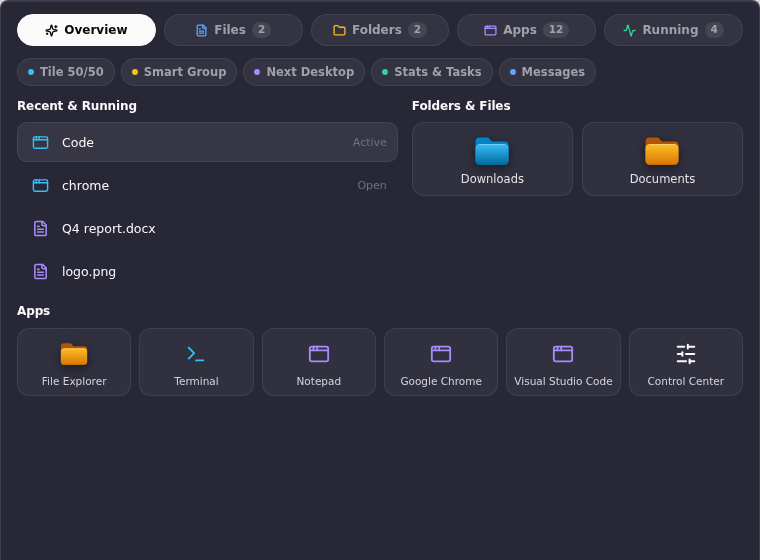 Overview
Files 2
Folders 2
Apps 12
Running 4
Tile 50/50
Smart Group
Next Desktop
Stats & Tasks
Messages
Recent & Running
Code Active
chrome Open
Q4 report.docx
logo.png
Folders & Files
Downloads
Documents
Apps
File Explorer
Terminal
Notepad
Google Chrome
Visual Studio Code
Control Center